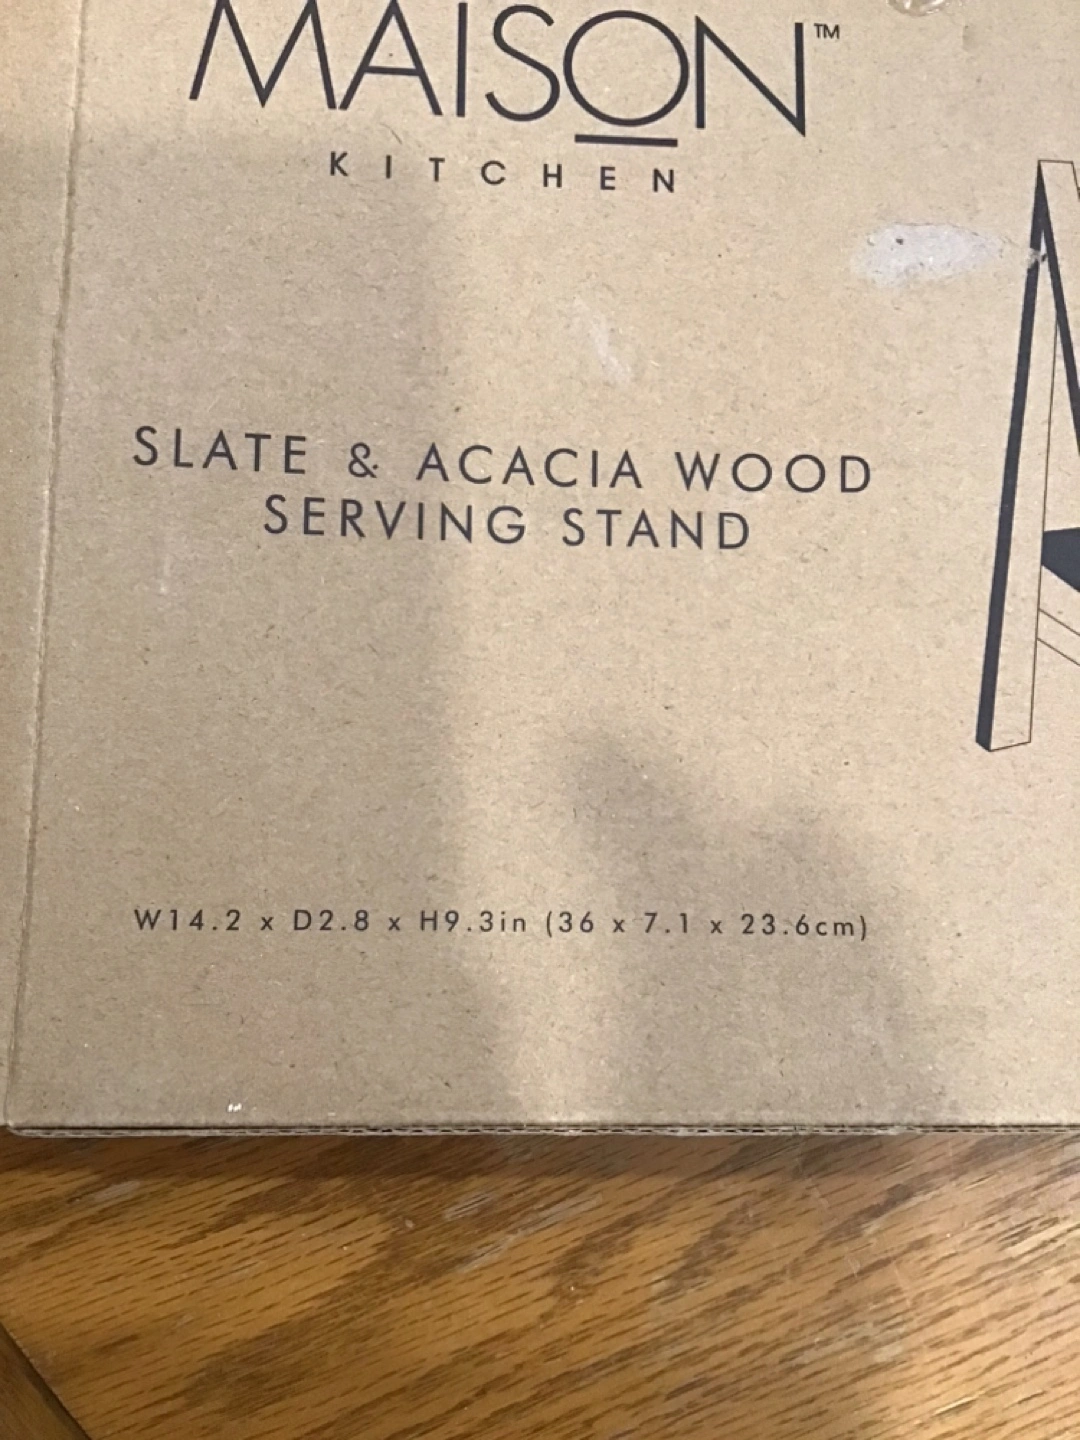 MAISON™
KITCHEN
SLATE & ACACIA WOOD
SERVING STAND
W14.2 x D2.8 x H9.3in (36 x 7.1 x 23.6cm)